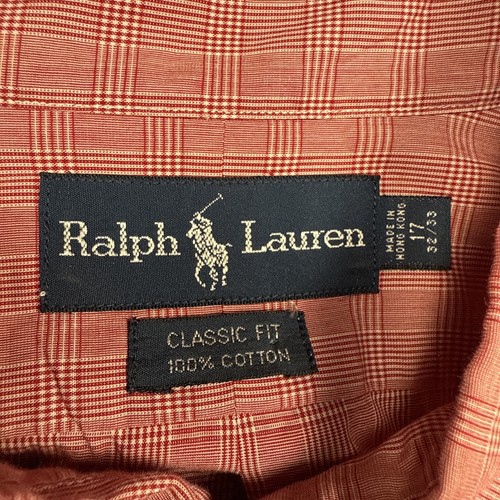 Ralph Lauren
MADE IN
HONG KONG
17
32/33
CLASSIC FIT
100% COTTON